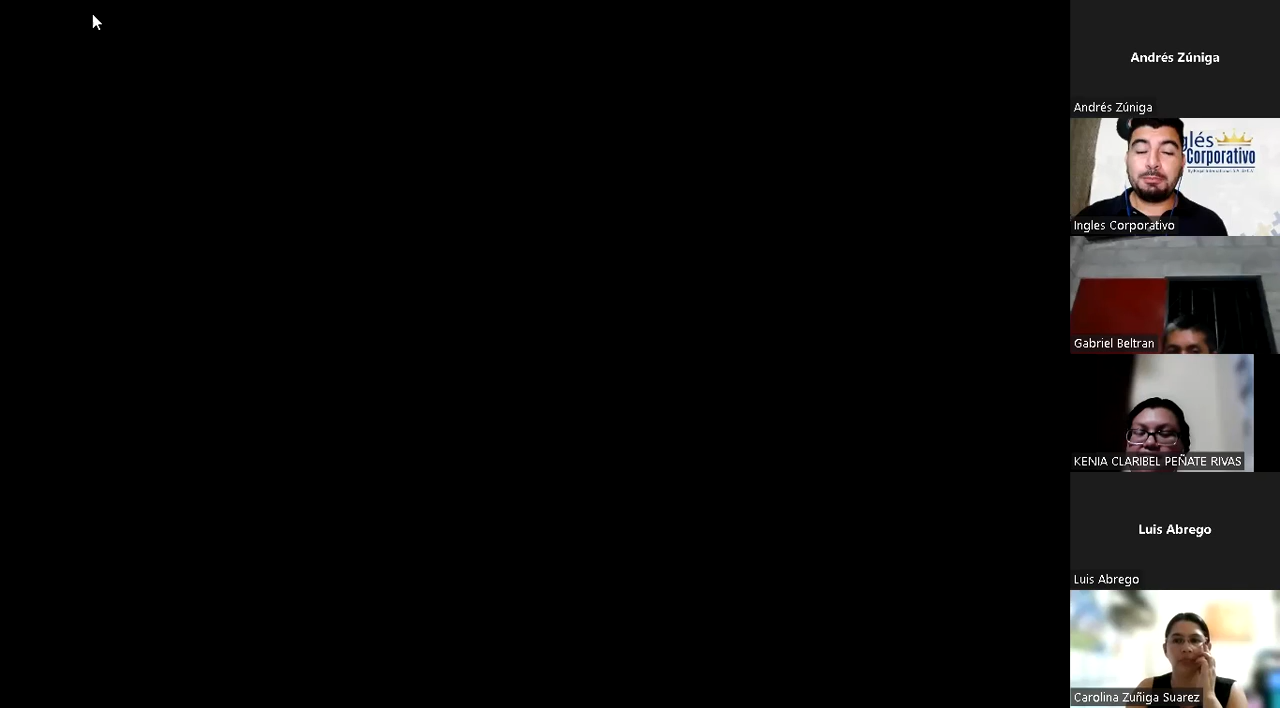 Andrés Zúniga
Andrés Zúniga
glés
Corporativo
Ingles Corporativo
Gabriel Beltran
KENIA CLARIBEL PEÑATE RIVAS
Luis Abrego
Luis Abrego
Carolina Zuñiga Suarez